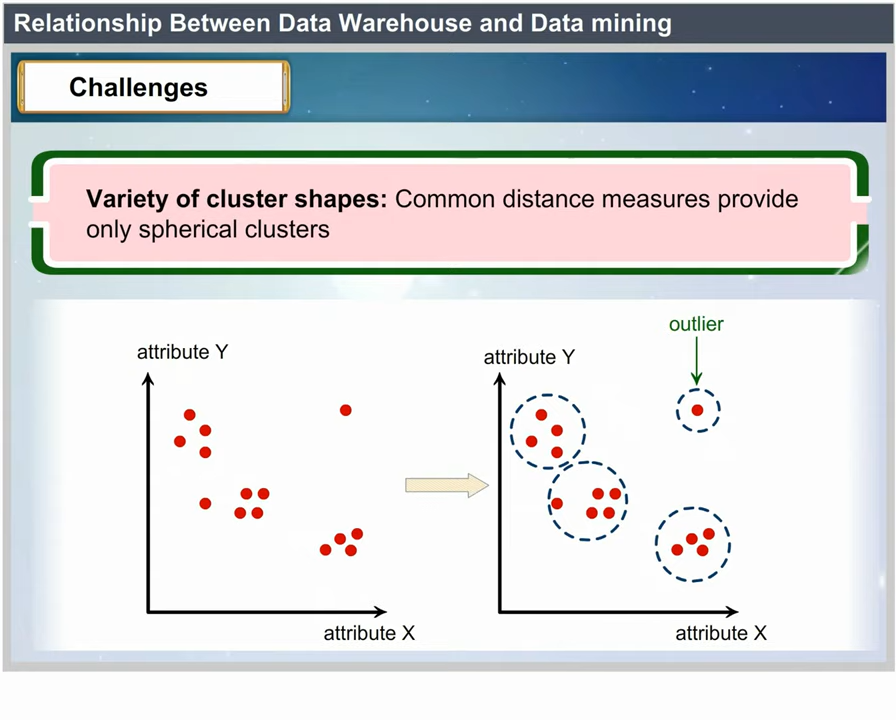 Relationship Between Data Warehouse and Data mining
Challenges
Variety of cluster shapes: Common distance measures provide
only spherical clusters
attribute Y
attribute X
outlier
attribute Y
attribute X